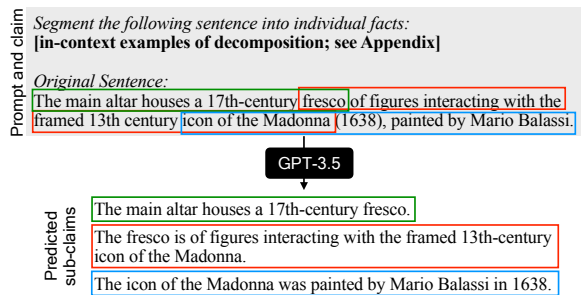 Prompt and claim
Segment the following sentence into individual facts:
[in-context examples of decomposition; see Appendix]
Original Sentence:
The main altar houses a 17th-century fresco of figures interacting with the
framed 13th century icon of the Madonna (1638), painted by Mario Balassi.
GPT-3.5
Predicted
sub-claims
The main altar houses a 17th-century fresco.
The fresco is of figures interacting with the framed 13th-century
icon of the Madonna.
The icon of the Madonna was painted by Mario Balassi in 1638.